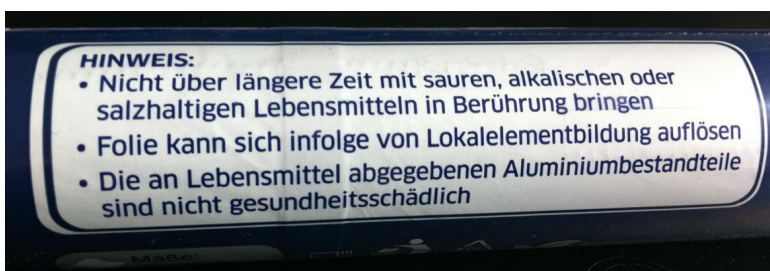 HINWEIS:
• Nicht über längere Zeit mit sauren, alkalischen oder
salzhaltigen Lebensmitteln in Berührung bringen
• Folie kann sich infolge von Lokalelementbildung auflösen
• Die an Lebensmittel abgegebenen Aluminiumbestandteile
sind nicht gesundheitsschädlich
Maße: